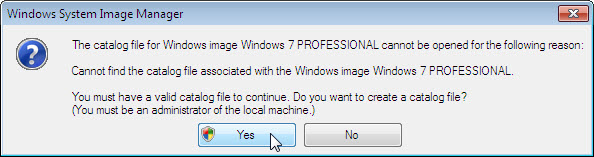 Windows System Image Manager
The catalog file for Windows image Windows 7 PROFESSIONAL cannot be opened for the following reason:
Cannot find the catalog file associated with the Windows image Windows 7 PROFESSIONAL.
You must have a valid catalog file to continue. Do you want to create a catalog file?
(You must be an administrator of the local machine.)
Yes No